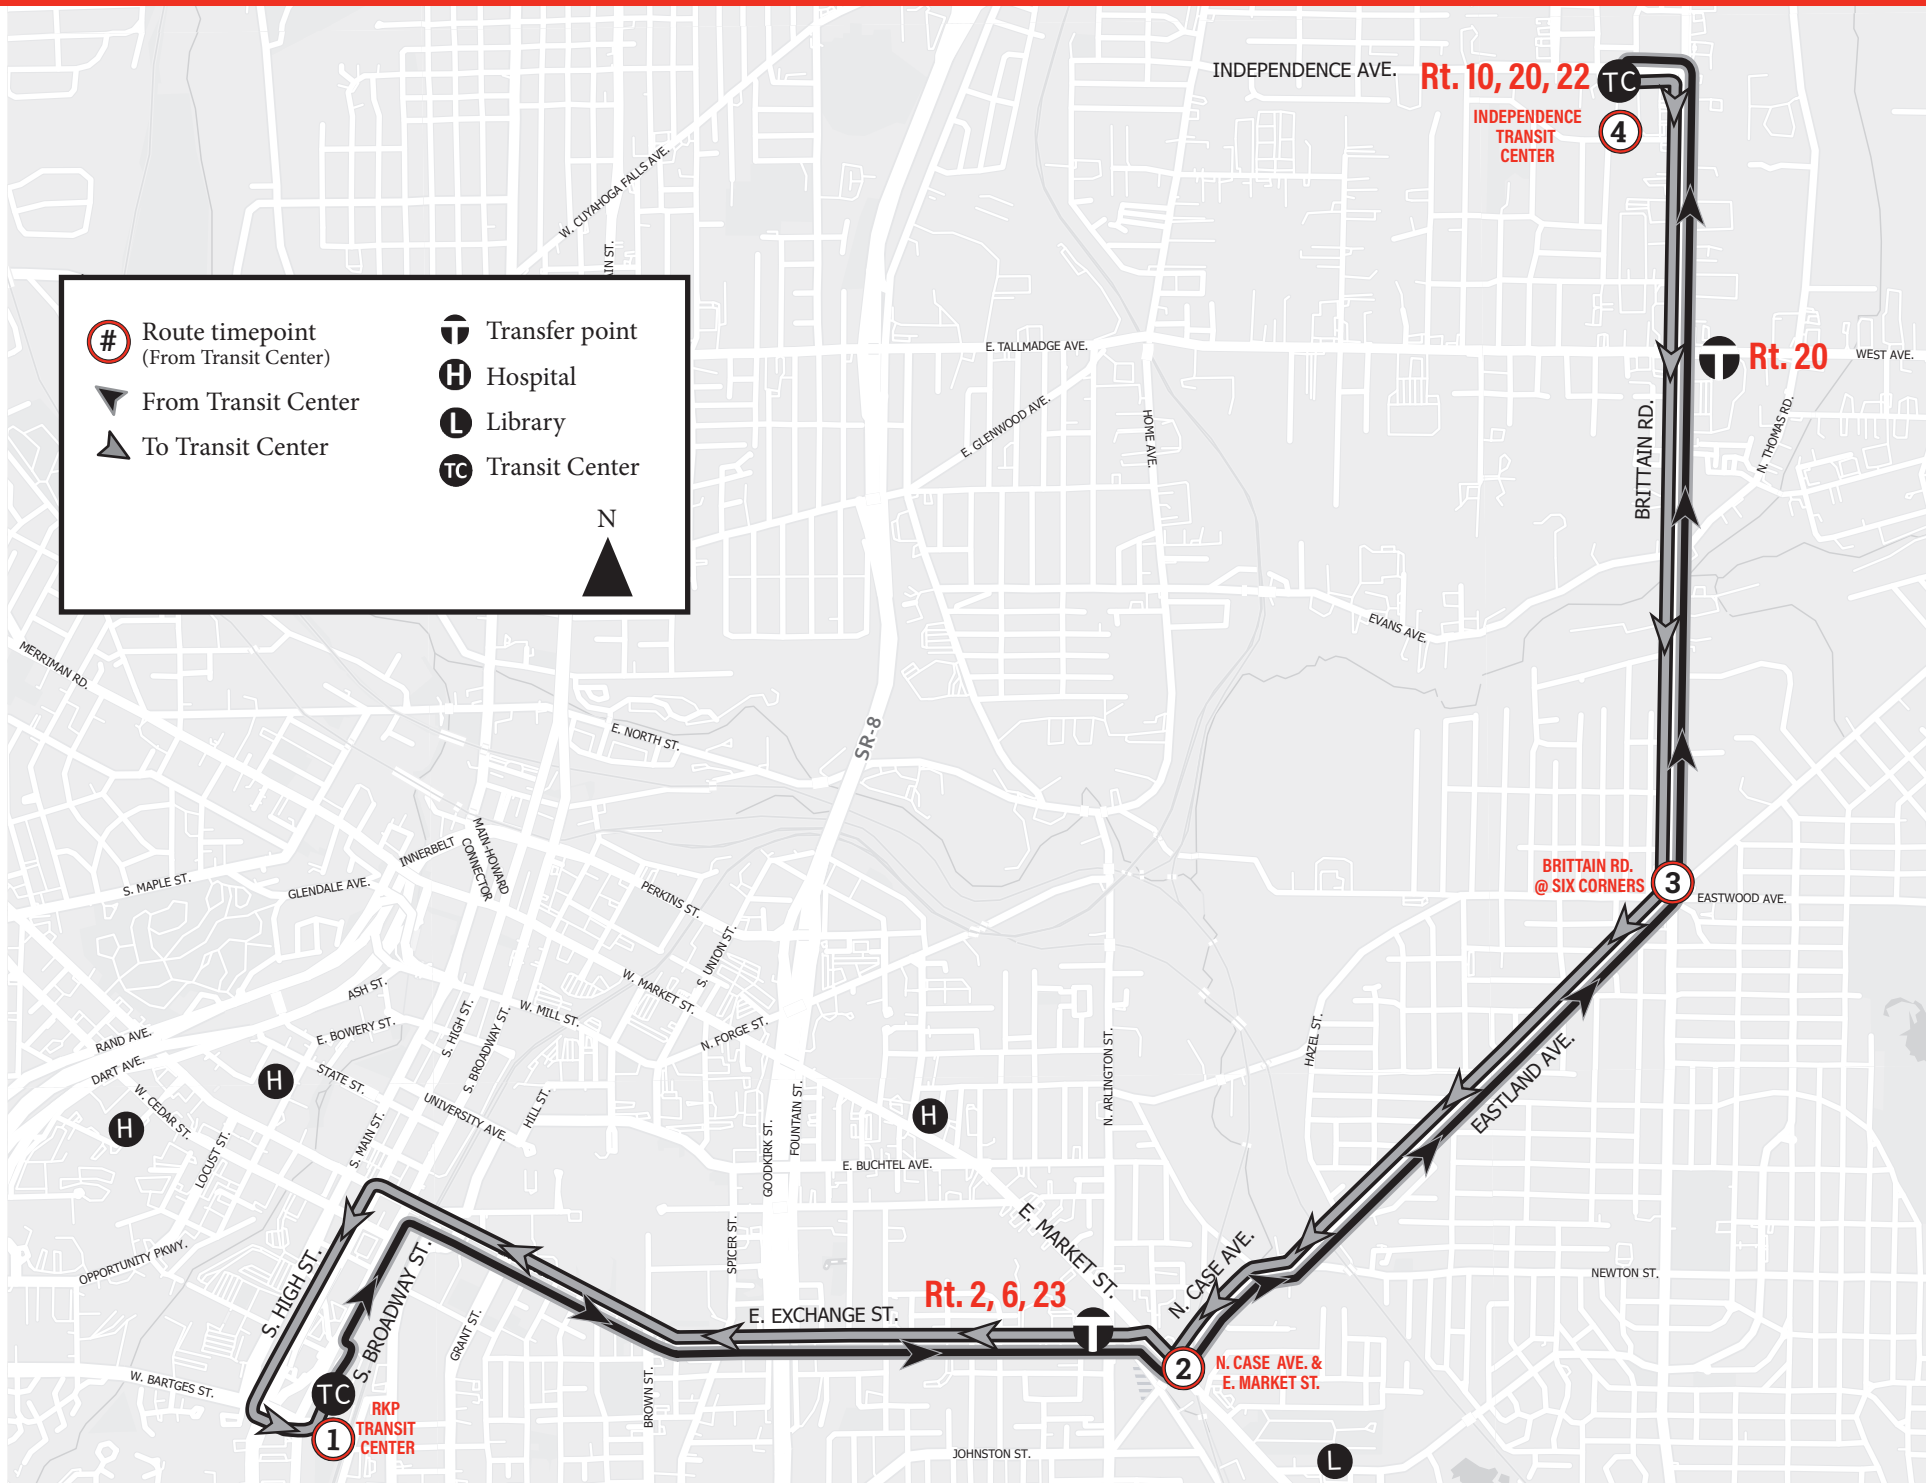 INDEPENDENCE AVE.
Rt. 10, 20, 22
TC
INDEPENDENCE
TRANSIT
CENTER
4
W. CUYAHOGA FALLS AVE.
AIN ST.
#
Route timepoint
(From Transit Center)
From Transit Center
To Transit Center
T
Transfer point
H
Hospital
L
Library
TC
Transit Center
N
E. TALLMADGE AVE.
T
Rt. 20
WEST AVE.
E. GLENWOOD AVE.
HOME AVE.
BRITTAIN RD.
N. THOMAS RD.
EVANS AVE.
MERRIMAN RD.
E. NORTH ST.
SR-8
INNERBELT
MAIN-HOWARD
CONNECTOR
S. MAPLE ST.
GLENDALE AVE.
PERKINS ST.
BRITTAIN RD.
@ SIX CORNERS
3
EASTWOOD AVE.
S. UNION ST.
W. MARKET ST.
ASH ST.
E. BOWERY ST.
S. HIGH ST.
S. BROADWAY ST.
W. MILL ST.
N. FORGE ST.
RAND AVE.
DART AVE.
H
STATE ST.
W. CEDAR ST.
H
LOCUST ST.
S. MAIN ST.
UNIVERSITY AVE.
HILL ST.
GOODKIRK ST.
FOUNTAIN ST.
H
N. ARLINGTON ST.
HAZEL ST.
EASTLAND AVE.
E. BUCHTEL AVE.
OPPORTUNITY PKWY.
S. HIGH ST.
S. BROADWAY ST.
GRANT ST.
SPICER ST.
E. MARKET ST.
N. CASE AVE.
NEWTON ST.
E. EXCHANGE ST.
Rt. 2, 6, 23
T
2
N. CASE AVE. &
E. MARKET ST.
W. BARTGES ST.
TC
1
RKP
TRANSIT
CENTER
BROWN ST.
JOHNSTON ST.
L